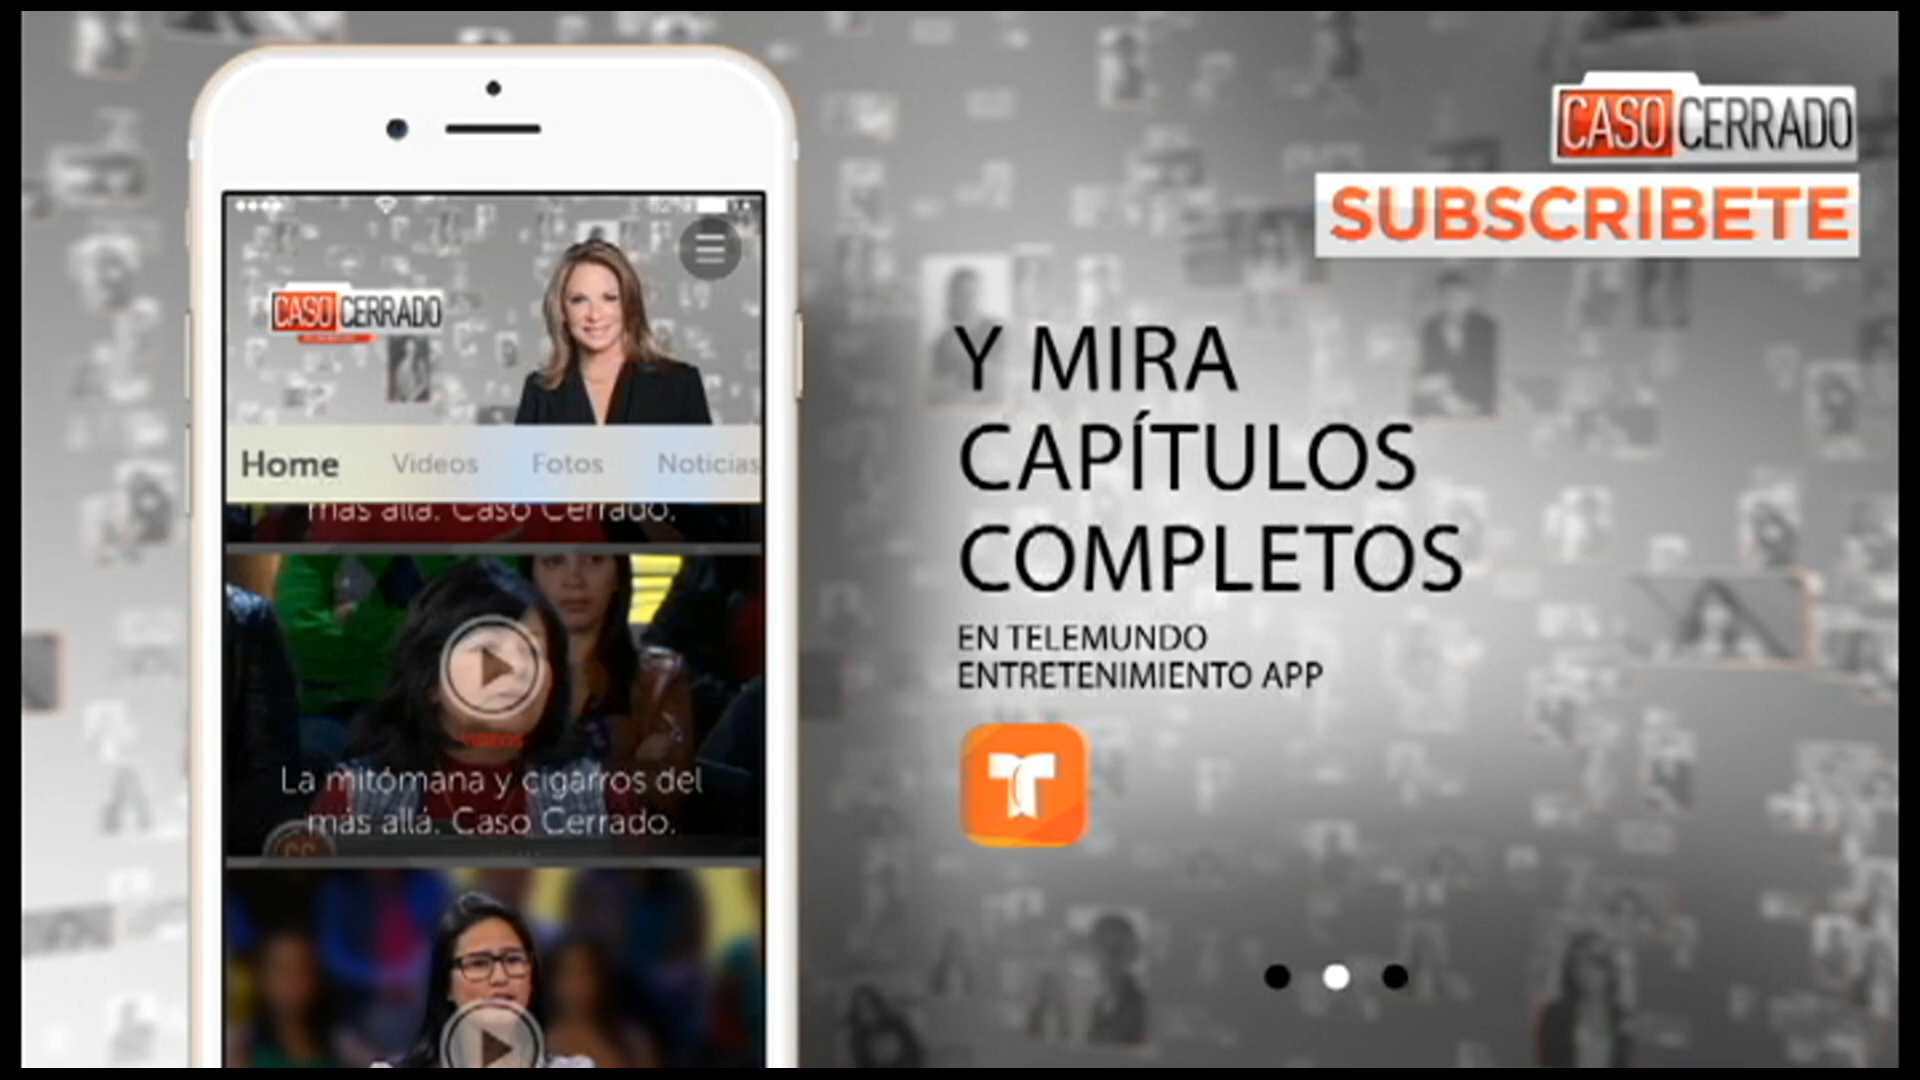 CASO CERRADO
SUBSCRIBETE
CASO CERRADO
Home Videos Fotos Noticias
más allá. Caso Cerrado.
VIDEOS
La mitómana y cigarros del
más allá. Caso Cerrado.
Y MIRA
CAPÍTULOS
COMPLETOS
EN TELEMUNDO
ENTRETENIMIENTO APP